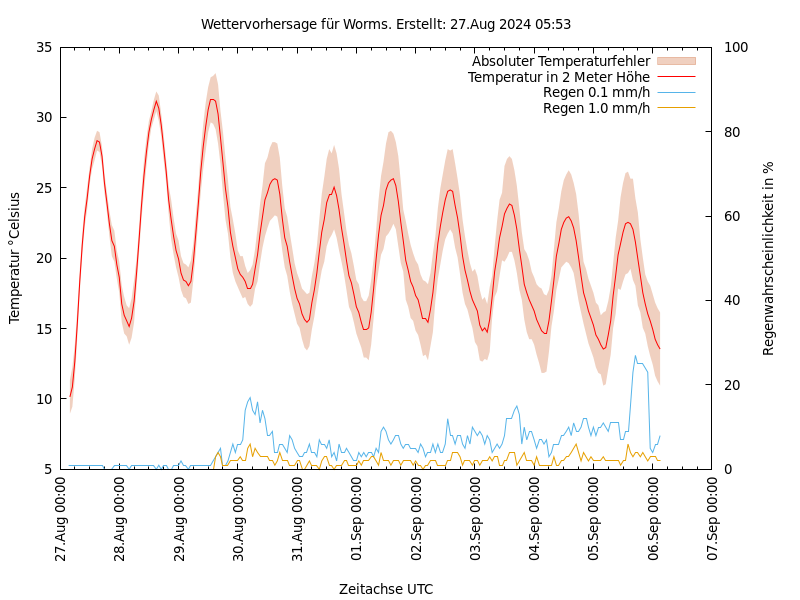 Wettervorhersage für Worms. Erstellt: 27.Aug 2024 05:53
Absoluter Temperaturfehler
Temperatur in 2 Meter Höhe
Regen 0.1 mm/h
Regen 1.0 mm/h
Temperatur °Celsius
35
30
25
20
15
10
5
Regenwahrscheinlichkeit in %
100
80
60
40
20
0
27.Aug 00:00
28.Aug 00:00
29.Aug 00:00
30.Aug 00:00
31.Aug 00:00
01.Sep 00:00
02.Sep 00:00
03.Sep 00:00
04.Sep 00:00
05.Sep 00:00
06.Sep 00:00
07.Sep 00:00
Zeitachse UTC